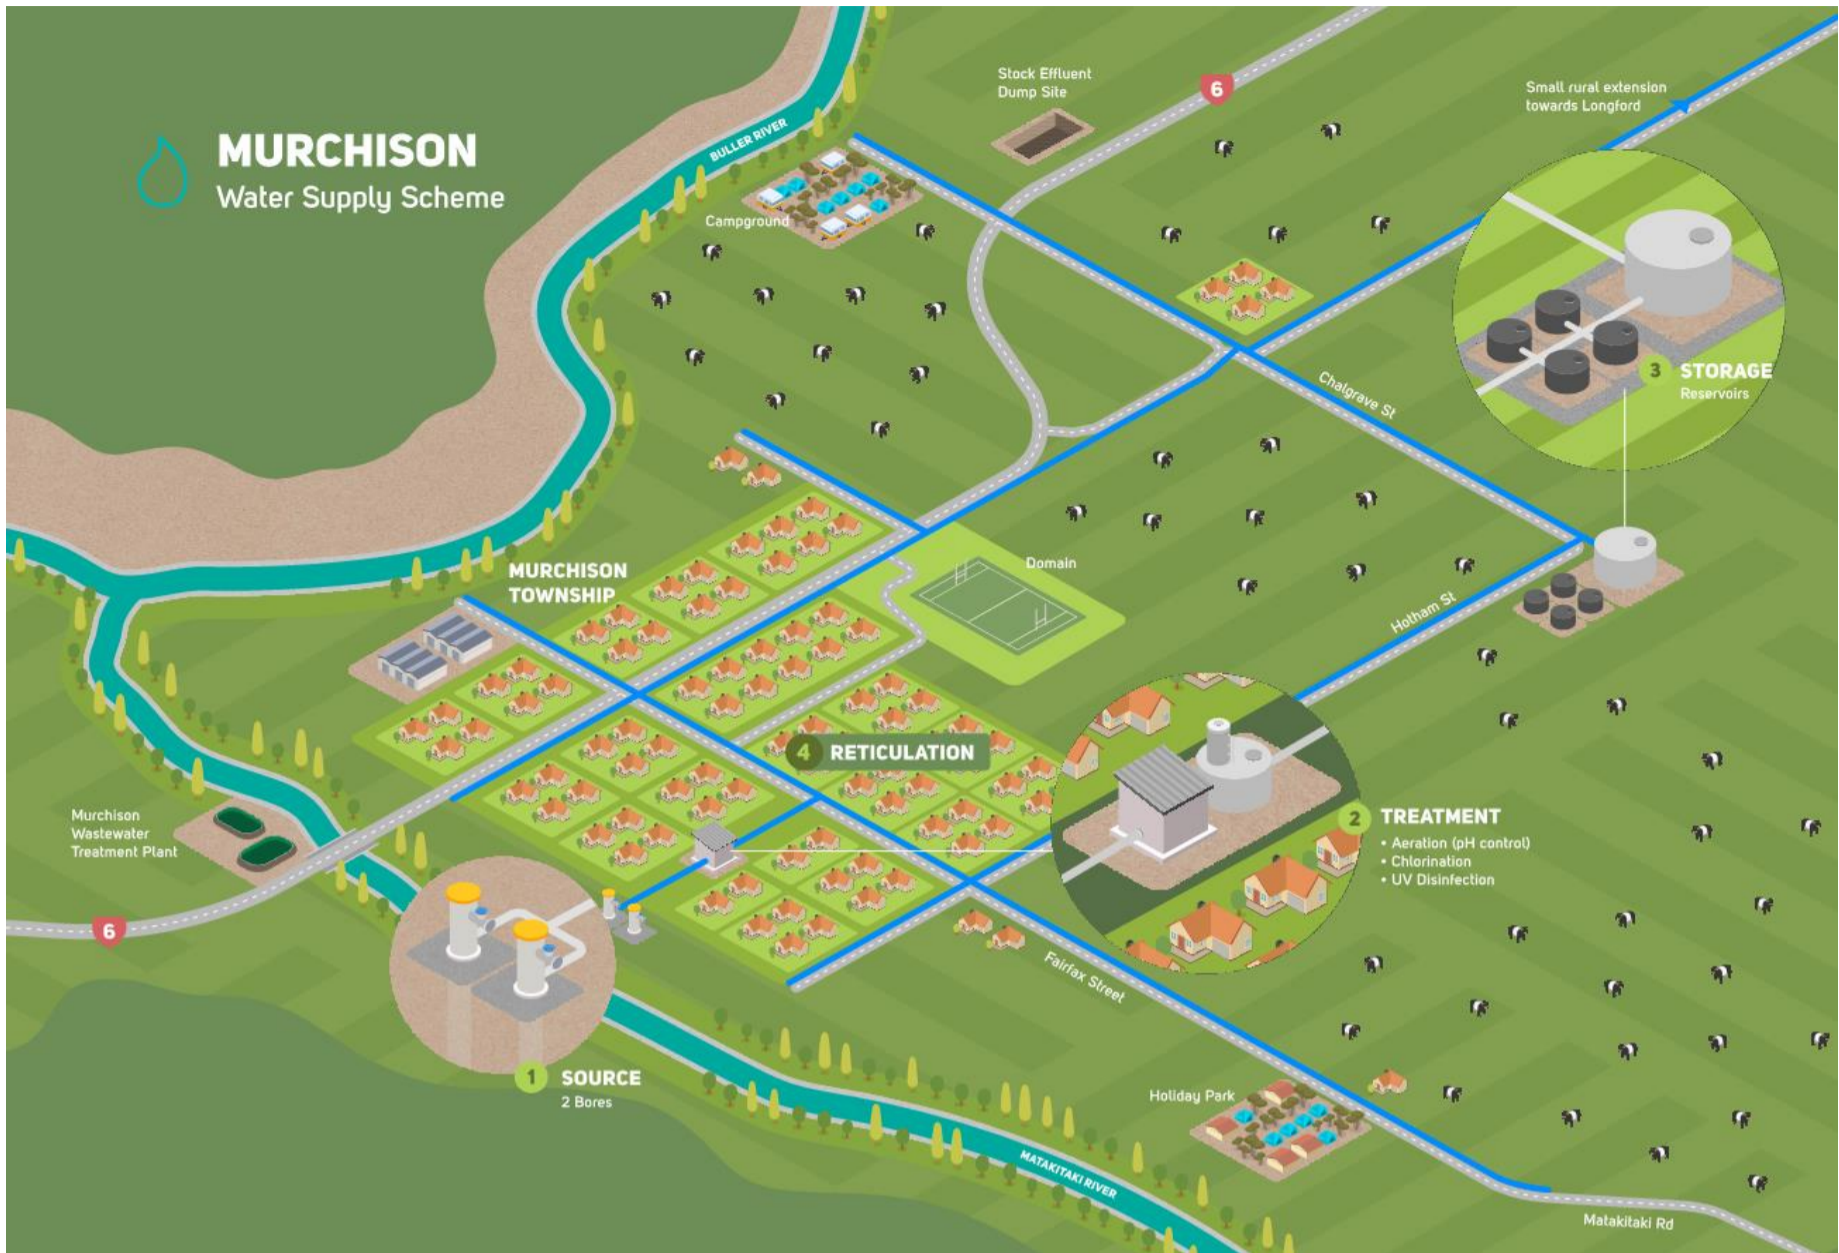 MURCHISON
Water Supply Scheme
BULLER RIVER
Stock Effluent
Dump Site
6
Small rural extension
towards Longford
Campground
Chalgrave St
3
STORAGE
Reservoirs
Domain
MURCHISON
TOWNSHIP
Hotham St
4 RETICULATION
Murchison
Wastewater
Treatment Plant
2
TREATMENT
• Aeration (pH control)
• Chlorination
• UV Disinfection
6
Fairfax Street
1
SOURCE
2 Bores
Holiday Park
MATAKITAKI RIVER
Matakitaki Rd